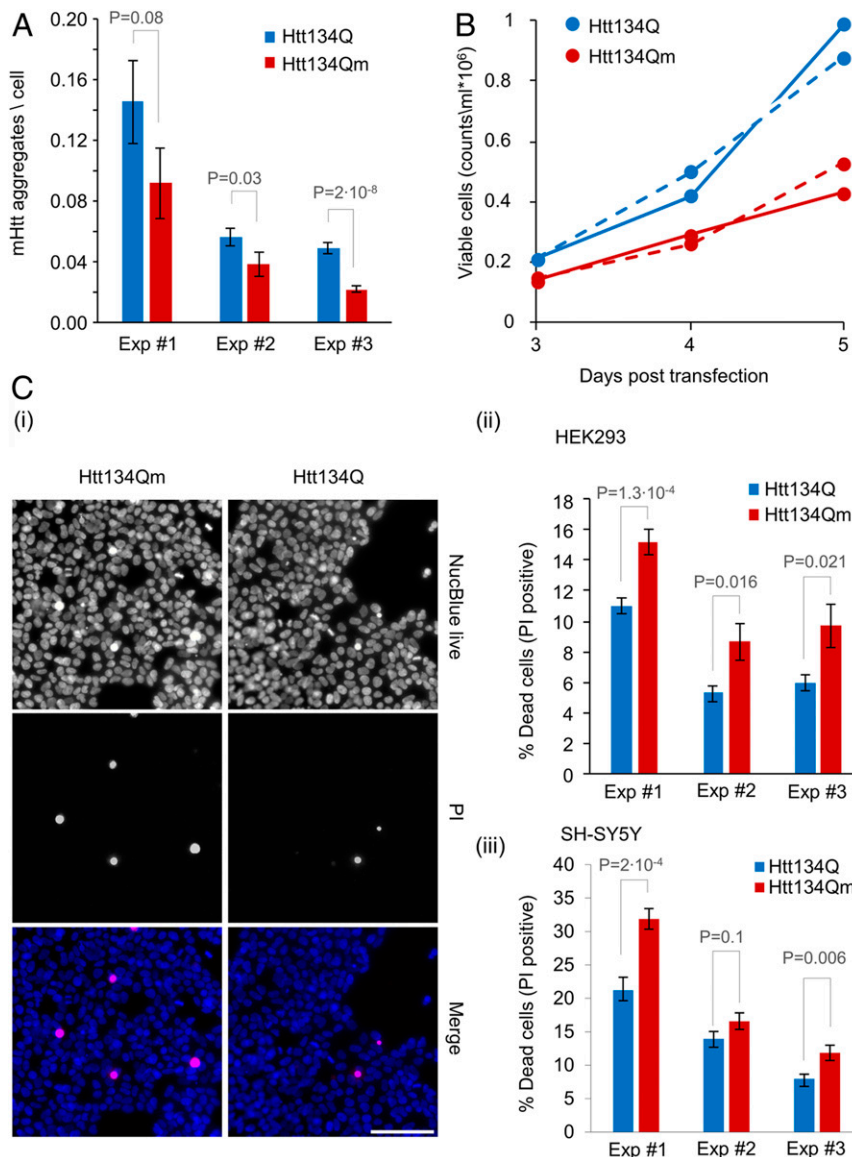 A
mHtt aggregates \ cell
0.20
0.16
0.12
0.08
0.04
0.00
P=0.08
P=0.03
P=2·10-8
Htt134Q
Htt134Qm
Exp #1 Exp #2 Exp #3
B
Viable cells (counts\ml*10⁶)
1
0.8
0.6
0.4
0.2
0
Htt134Q
Htt134Qm
3 4 5
Days post transfection
C
(i)
Htt134Qm Htt134Q
NucBlue live
PI
Merge
(ii)
HEK293
% Dead cells (PI positive)
18
16
14
12
10
8
6
4
2
0
P=1.3·10-4
P=0.016
P=0.021
Htt134Q
Htt134Qm
Exp #1 Exp #2 Exp #3
(iii)
SH-SY5Y
% Dead cells (PI positive)
40
35
30
25
20
15
10
5
0
P=2·10-4
P=0.1
P=0.006
Htt134Q
Htt134Qm
Exp #1 Exp #2 Exp #3